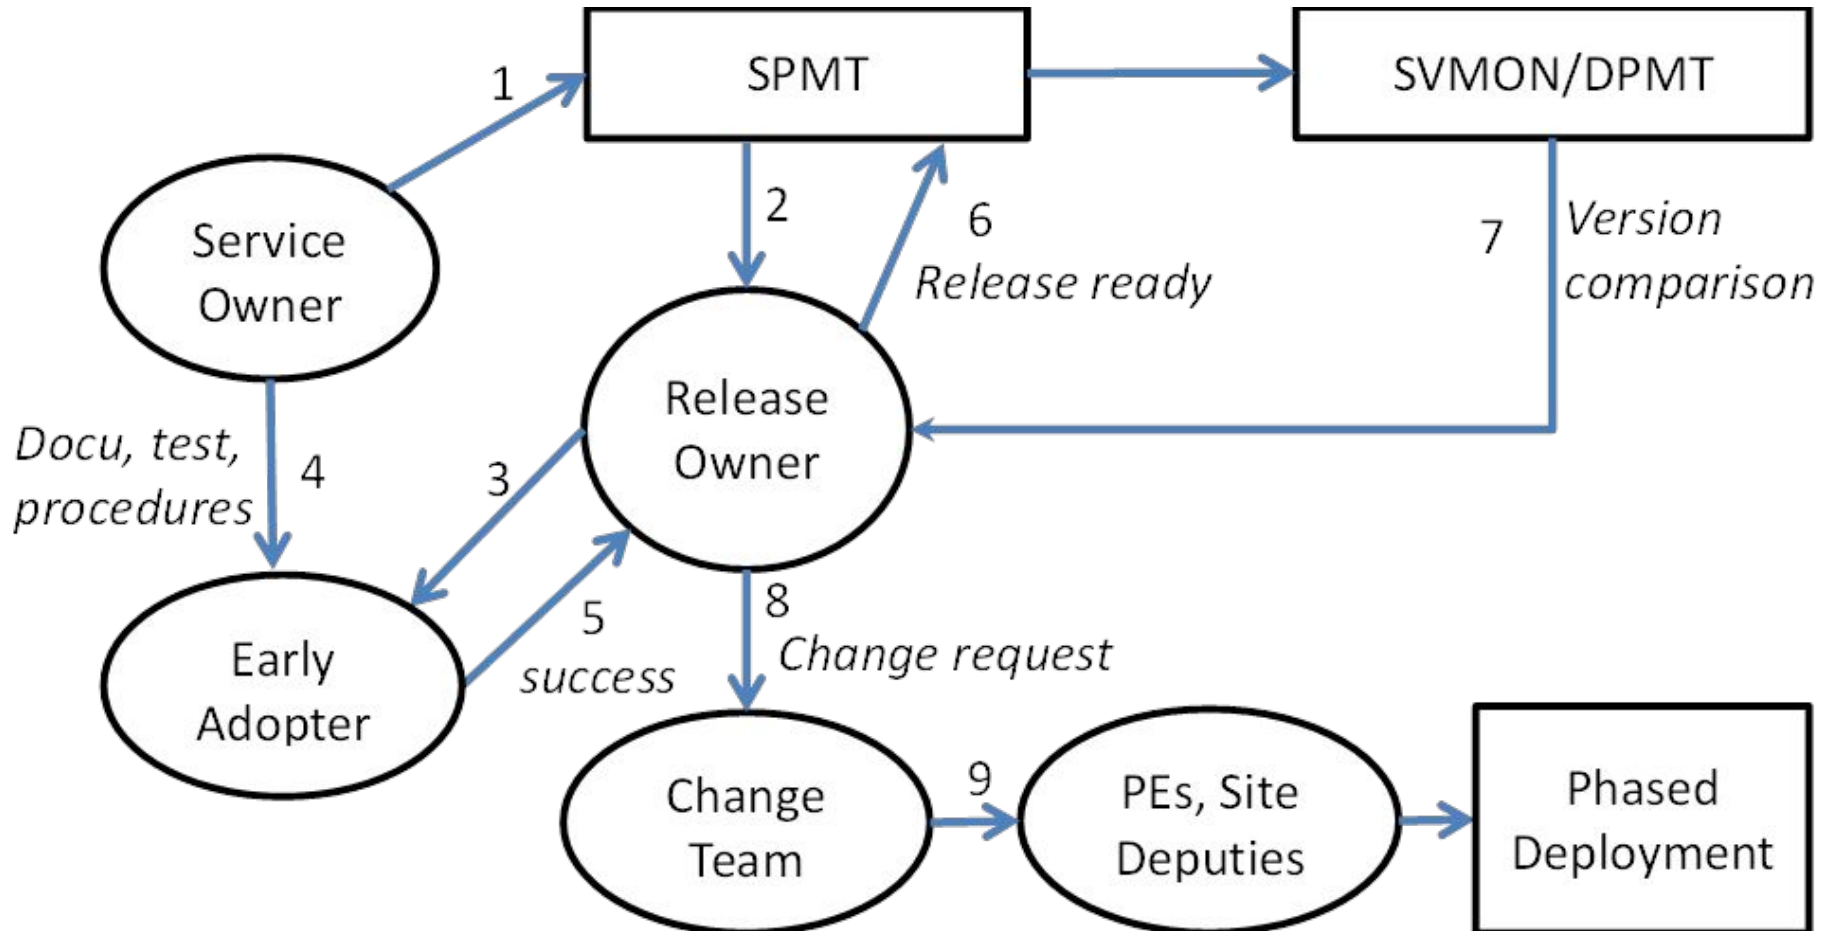 SPMT
SVMON/DPMT
1
Service
Owner
2
6
Release ready
7
Version
comparison
Release
Owner
Docu, test,
procedures
4
3
5
success
8
Change request
Early
Adopter
Change
Team
9
PEs, Site
Deputies
Phased
Deployment